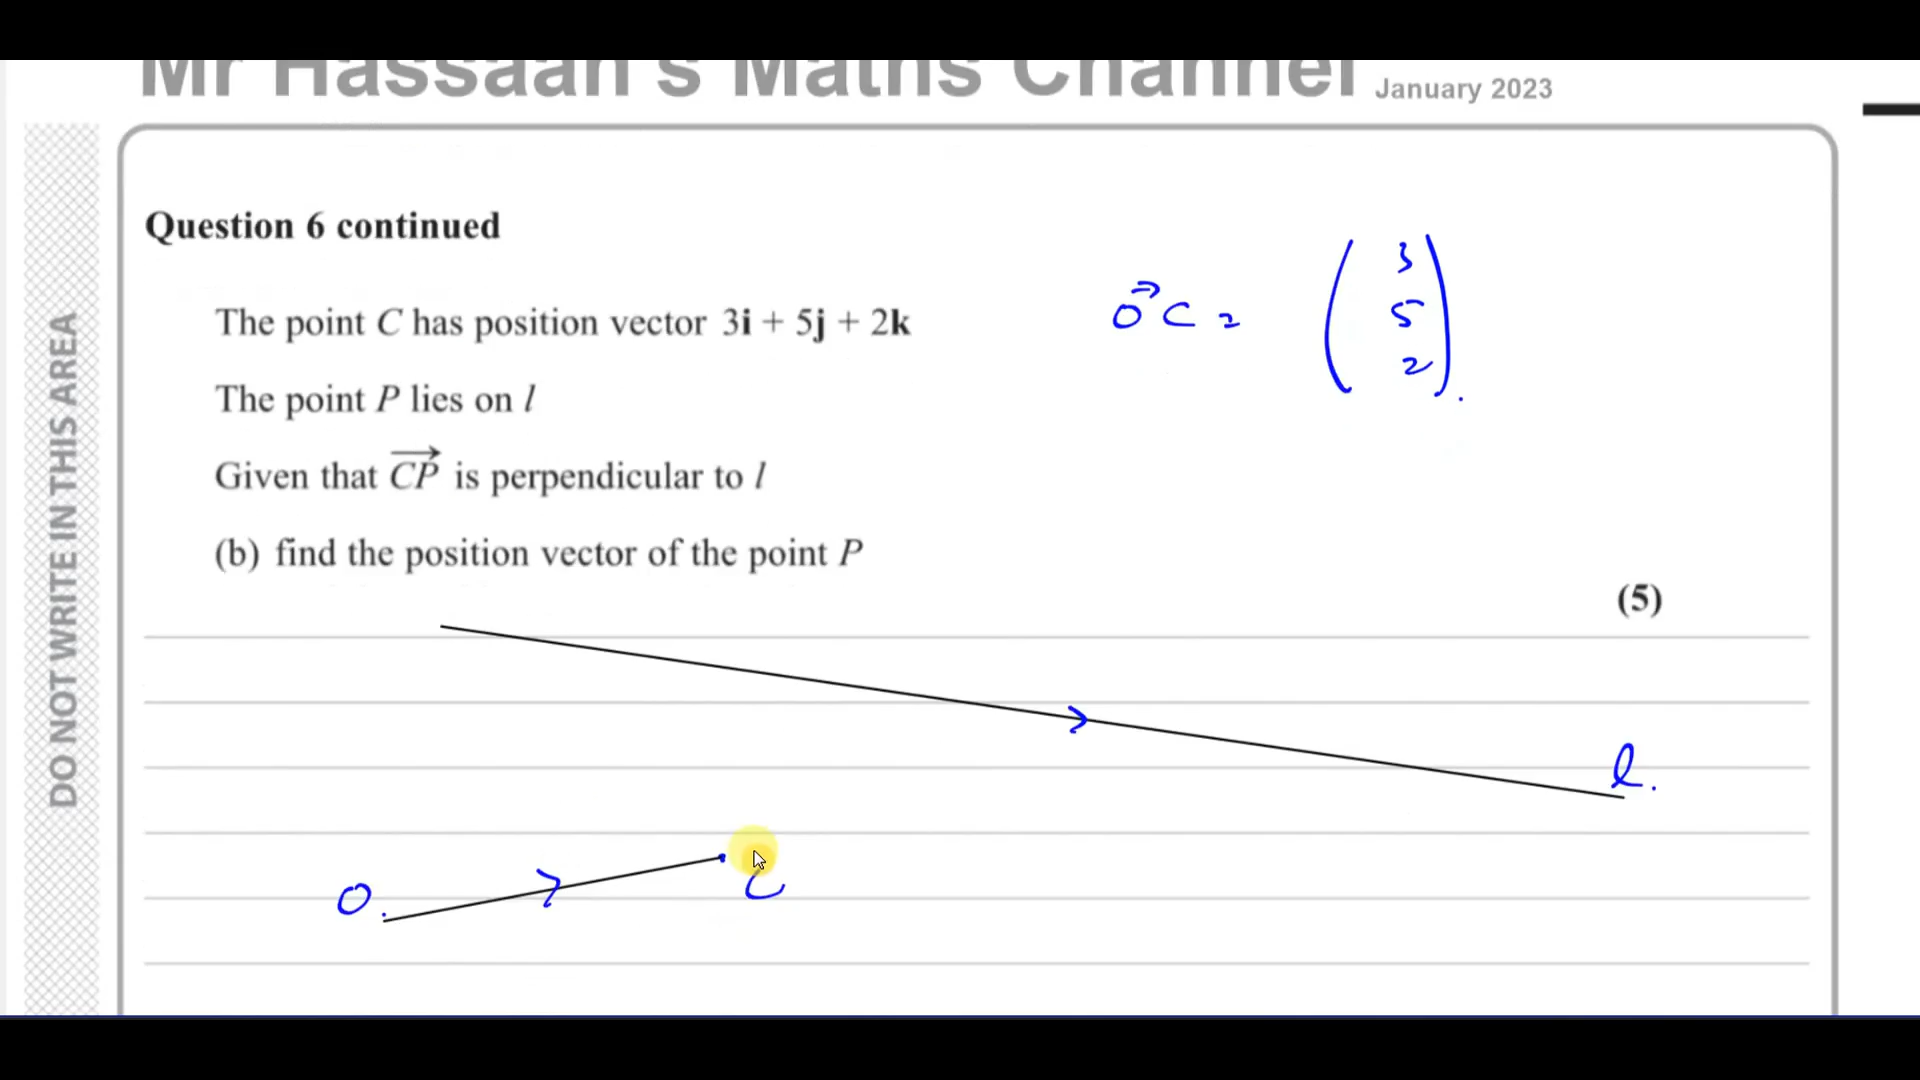 Mr Hassaan's Maths Channel January 2023
DO NOT WRITE IN THIS AREA
Question 6 continued
The point C has position vector 3i + 5j + 2k
OC = (3 5 2).
The point P lies on l
Given that CP is perpendicular to l
(b) find the position vector of the point P
(5)
l.
O.
C